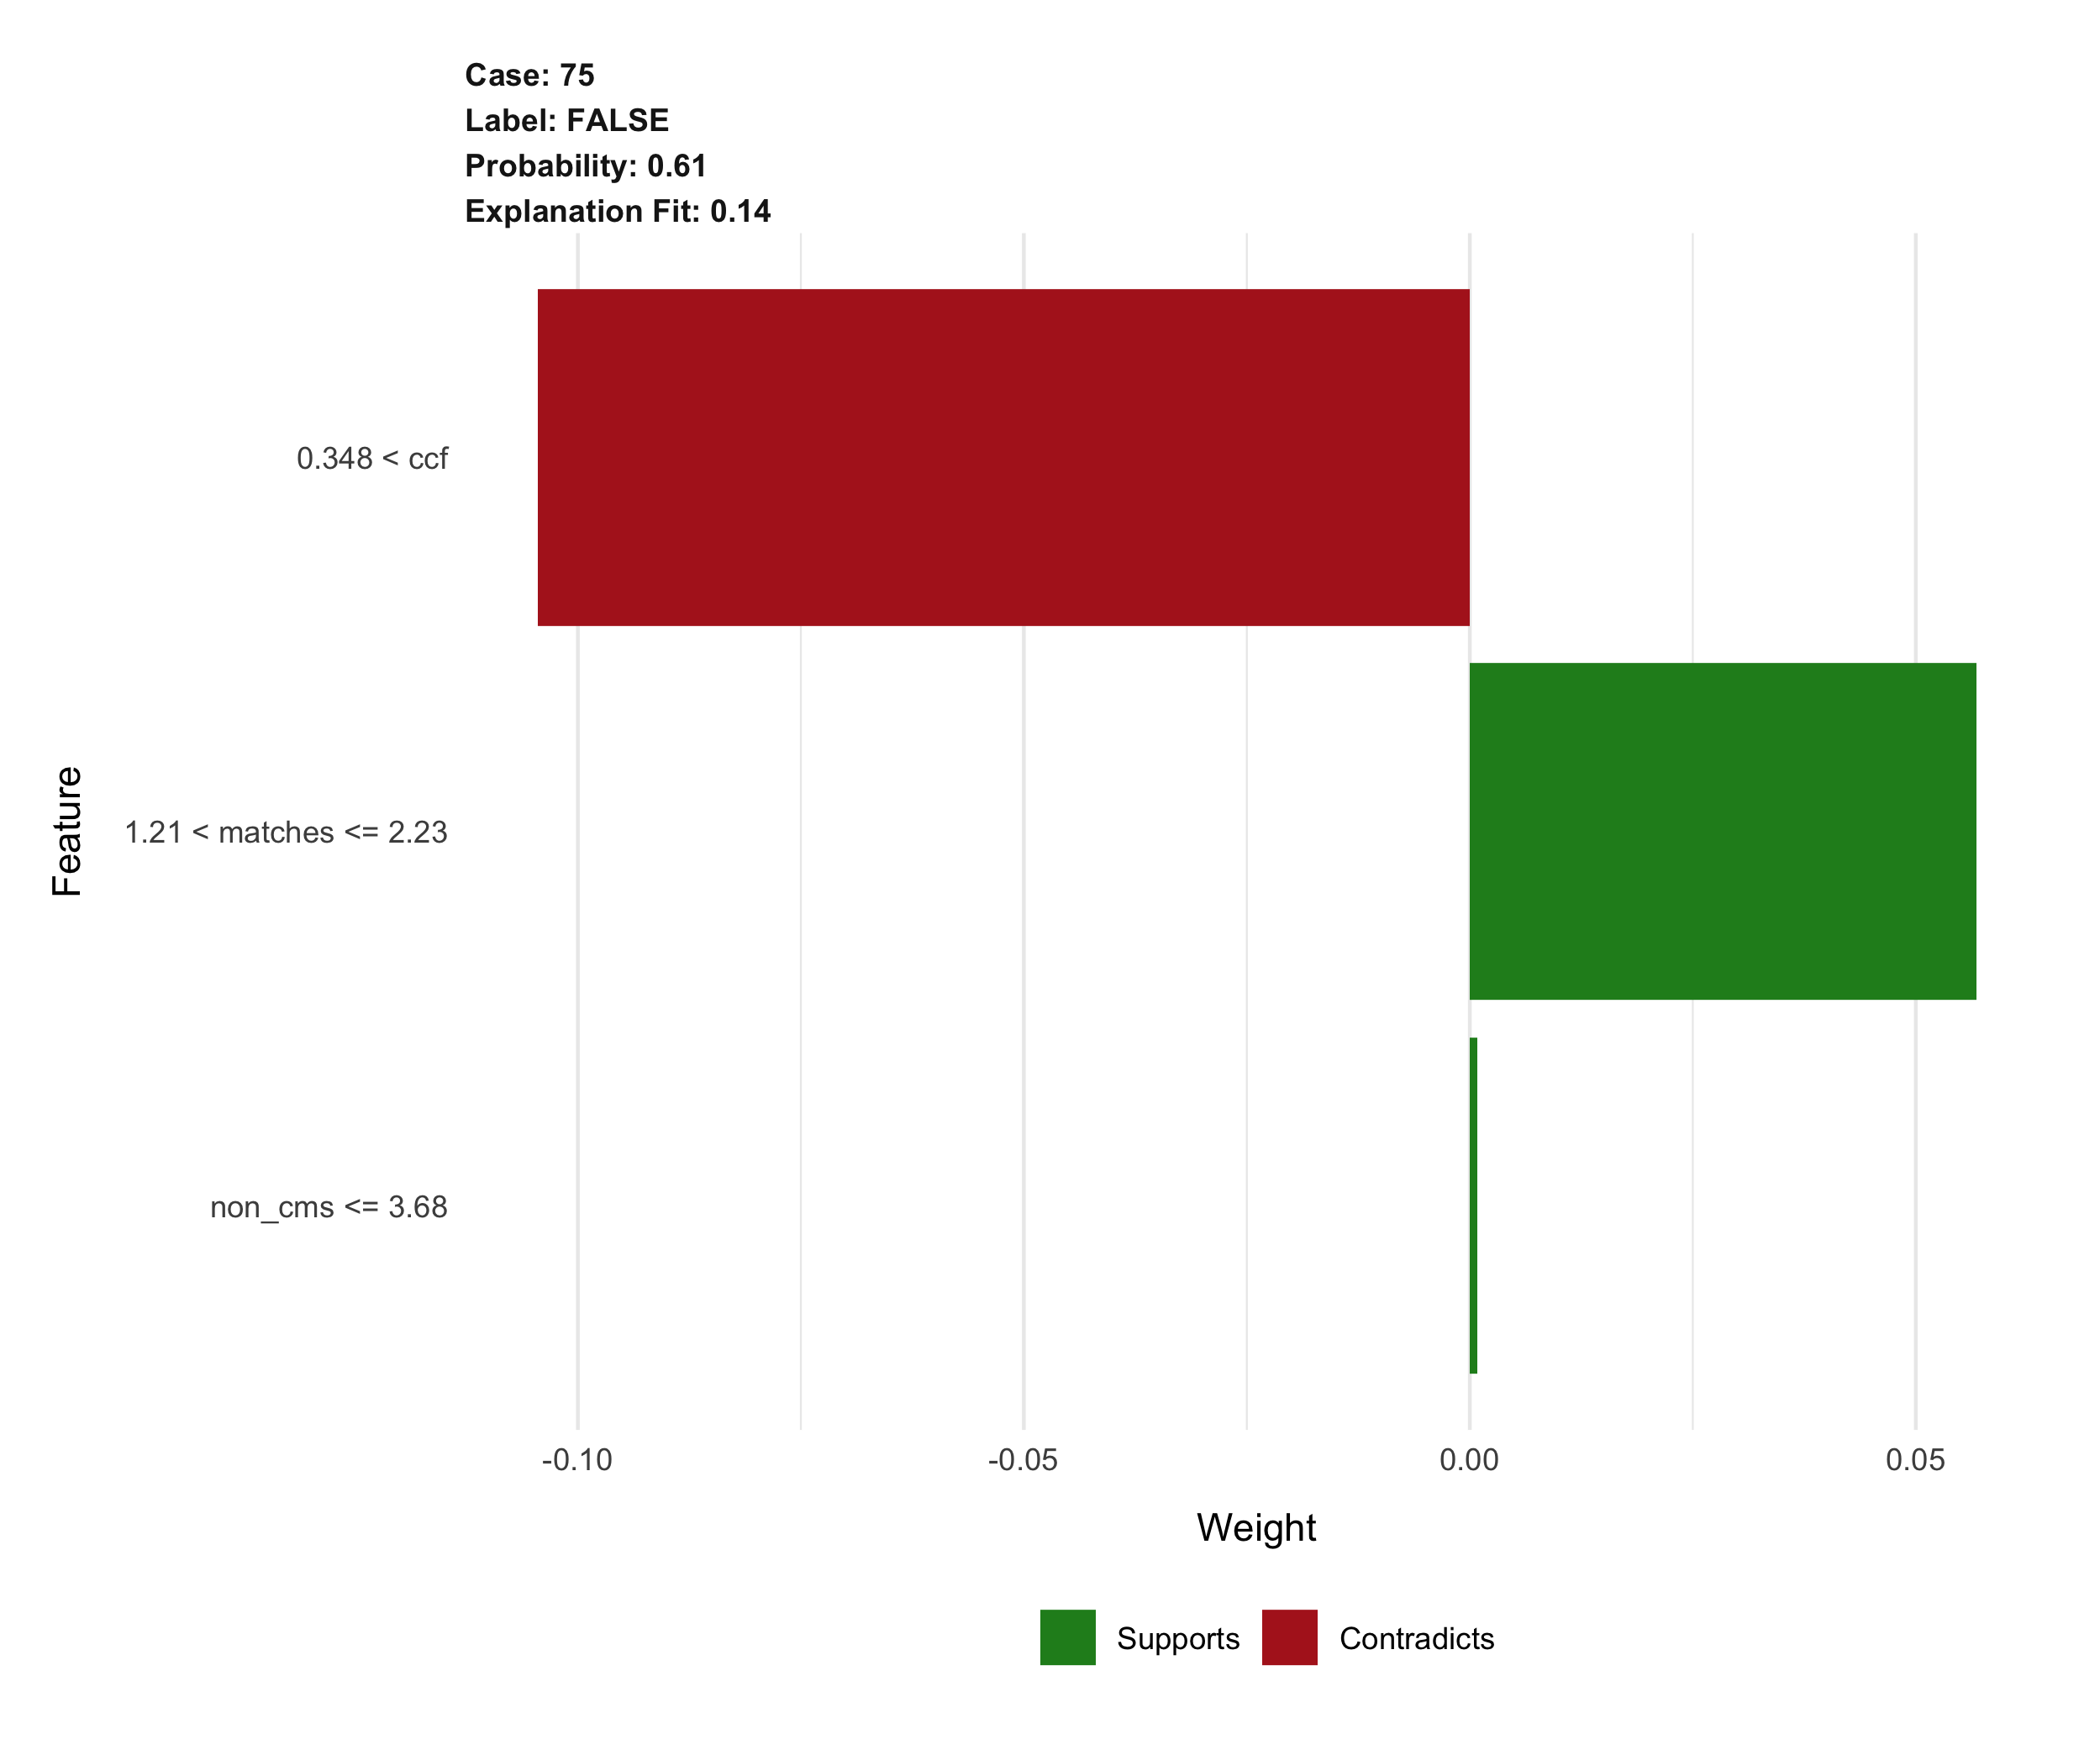 Case: 75
Label: FALSE
Probability: 0.61
Explanation Fit: 0.14
Feature
0.348 < ccf
1.21 < matches <= 2.23
non_cms <= 3.68
-0.10 -0.05 0.00 0.05
Weight
Supports Contradicts